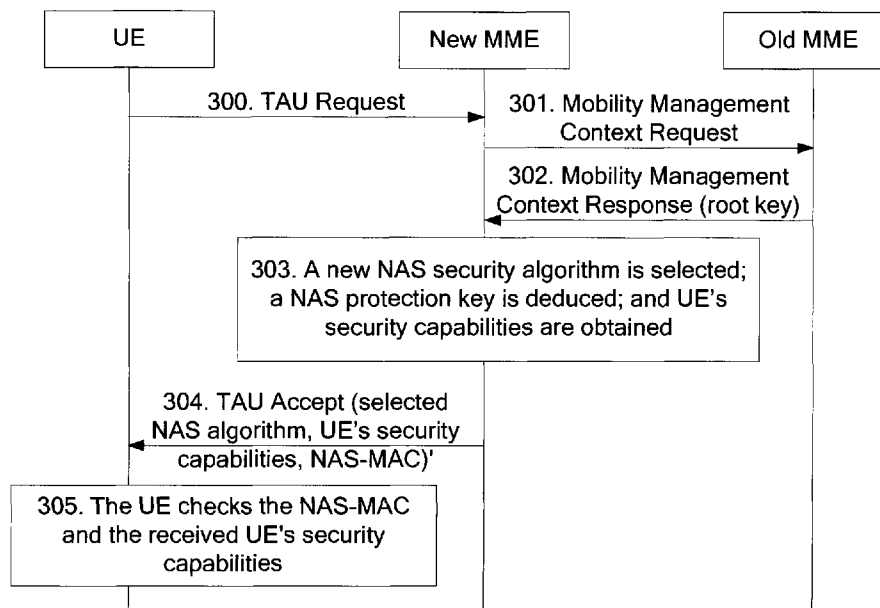 UE
New MME
Old MME
300. TAU Request
301. Mobility Management
Context Request
302. Mobility Management
Context Response (root key)
303. A new NAS security algorithm is selected;
a NAS protection key is deduced; and UE's
security capabilities are obtained
304. TAU Accept (selected
NAS algorithm, UE's security
capabilities, NAS-MAC)'
305. The UE checks the NAS-MAC
and the received UE's security
capabilities